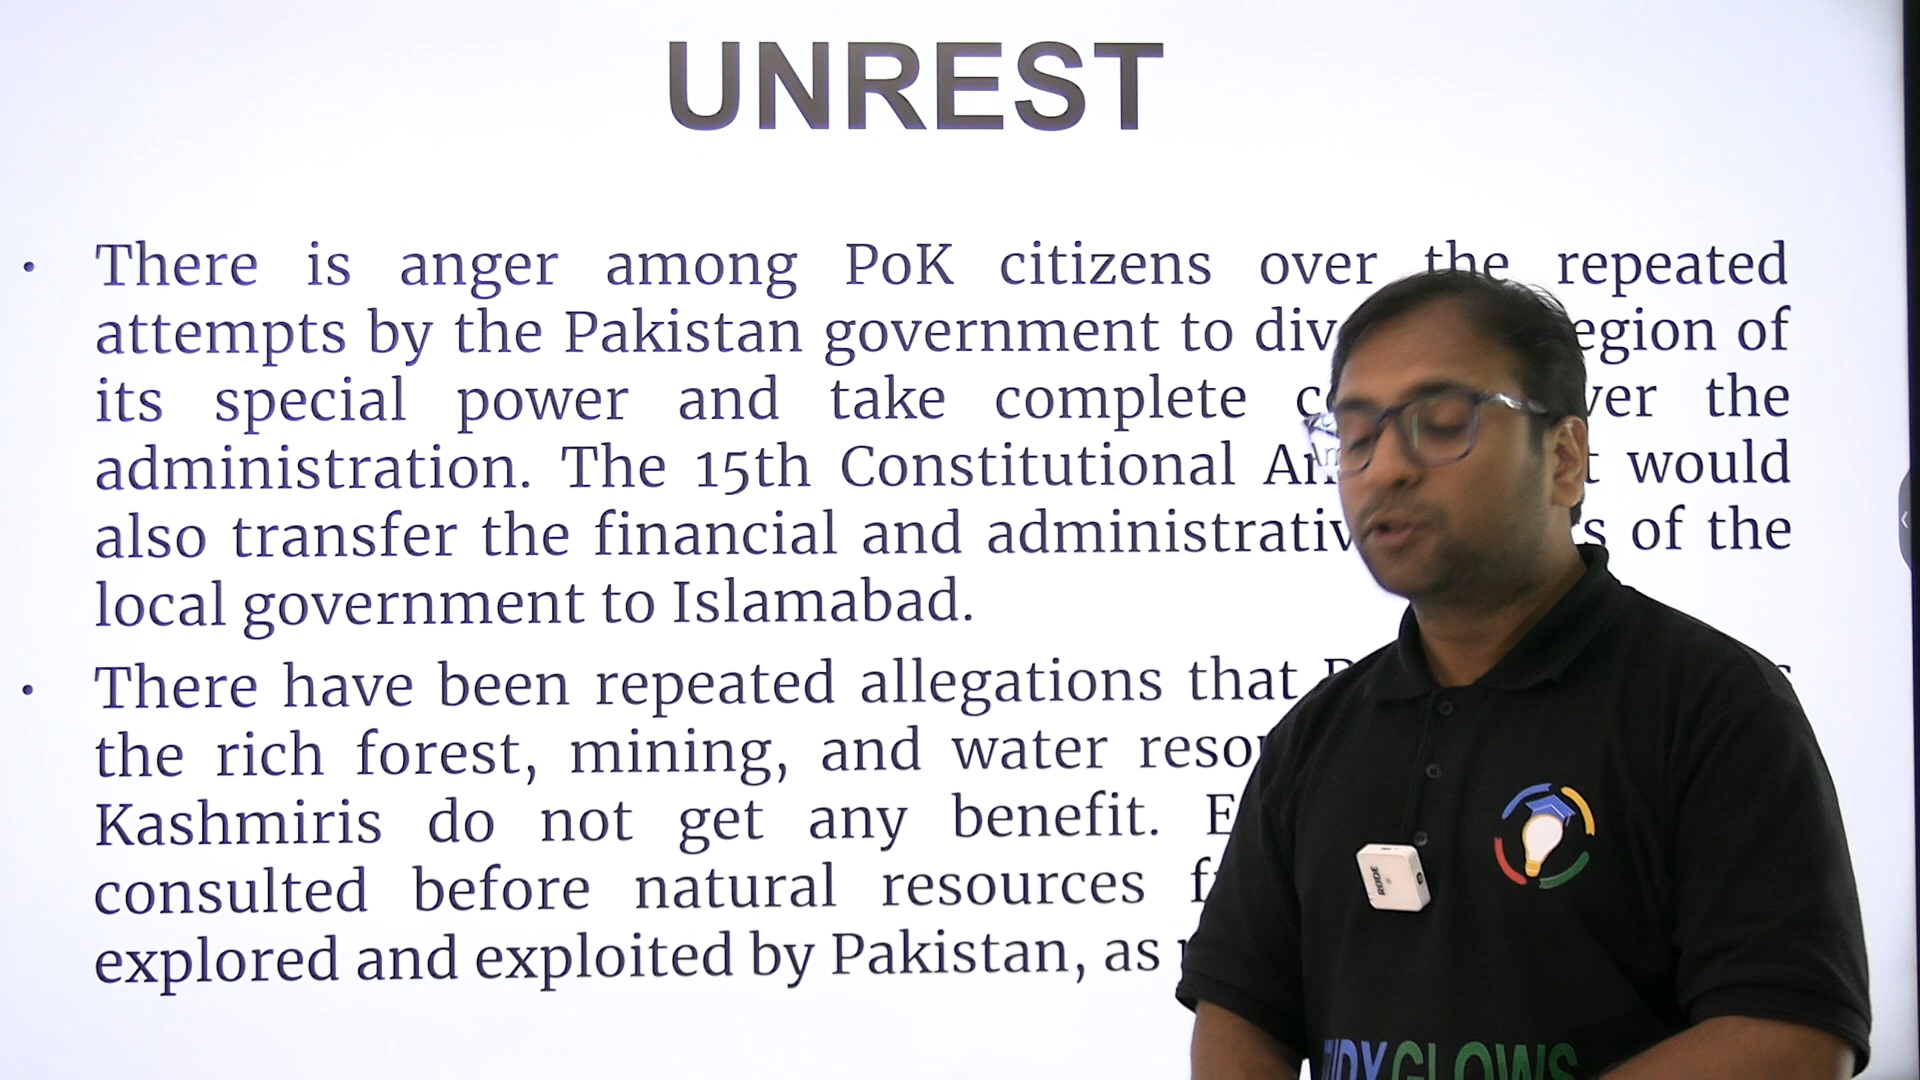 UNREST
• There is anger among PoK citizens over the repeated
attempts by the Pakistan government to egion of
its special power and take complete ver the
administration. The 15th Constitutional would
also transfer the financial and administrativ s of the
local government to Islamabad.
• There have been repeated allegations that
the rich forest, mining, and water
Kashmiris do not get any benefit.
consulted before natural resources
explored and exploited by Pakistan, as
RODE
TUDYGLOWS